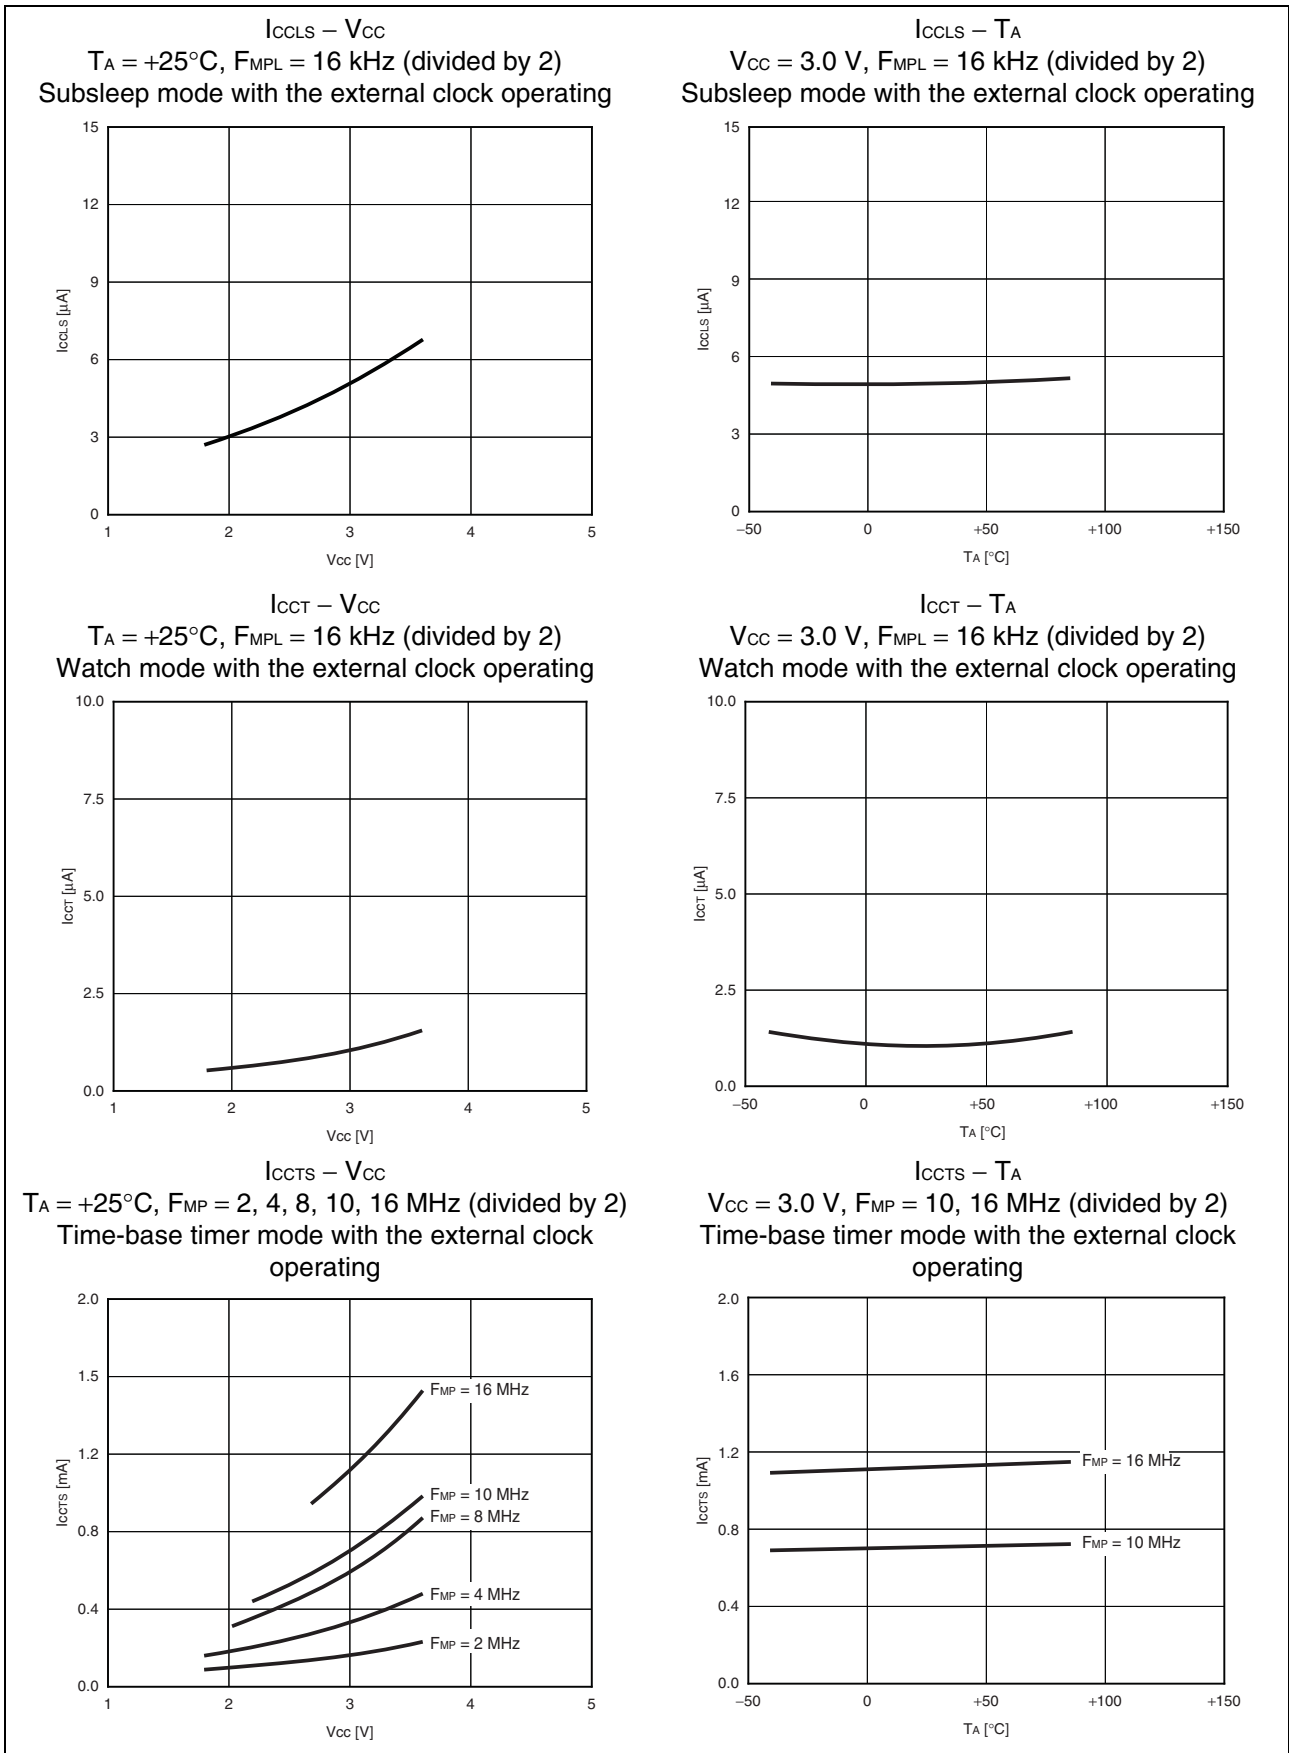 ICCLS – VCC
TA = +25°C, FMPL = 16 kHz (divided by 2)
Subsleep mode with the external clock operating
15
12
9
6
3
0
ICCLS [µA]
1 2 3 4 5
VCC [V]
ICCLS – TA
VCC = 3.0 V, FMPL = 16 kHz (divided by 2)
Subsleep mode with the external clock operating
15
12
9
6
3
0
ICCLS [µA]
−50 0 +50 +100 +150
TA [°C]
ICCT – VCC
TA = +25°C, FMPL = 16 kHz (divided by 2)
Watch mode with the external clock operating
10.0
7.5
5.0
2.5
0.0
ICCT [µA]
1 2 3 4 5
VCC [V]
ICCT – TA
VCC = 3.0 V, FMPL = 16 kHz (divided by 2)
Watch mode with the external clock operating
10.0
7.5
5.0
2.5
0.0
ICCT [µA]
−50 0 +50 +100 +150
TA [°C]
ICCTS – VCC
TA = +25°C, FMP = 2, 4, 8, 10, 16 MHz (divided by 2)
Time-base timer mode with the external clock
operating
2.0
1.5
1.2
0.8
0.4
0.0
ICCTS [mA]
FMP = 16 MHz
FMP = 10 MHz
FMP = 8 MHz
FMP = 4 MHz
FMP = 2 MHz
1 2 3 4 5
VCC [V]
ICCTS – TA
VCC = 3.0 V, FMP = 10, 16 MHz (divided by 2)
Time-base timer mode with the external clock
operating
2.0
1.6
1.2
0.8
0.4
0.0
ICCTS [mA]
FMP = 16 MHz
FMP = 10 MHz
−50 0 +50 +100 +150
TA [°C]